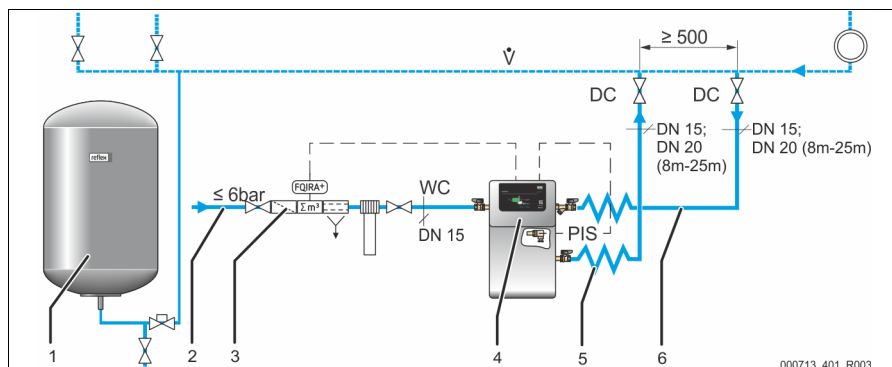 ≥ 500
V̇
DC
DC
DN 15;
DN 20
(8m-25m)
DN 15;
DN 20 (8m-25m)
reflex
≤ 6bar
FQIRA+
Σ m³
WC
DN 15
PIS
1
2
3
4
5
6
000713_401_R003